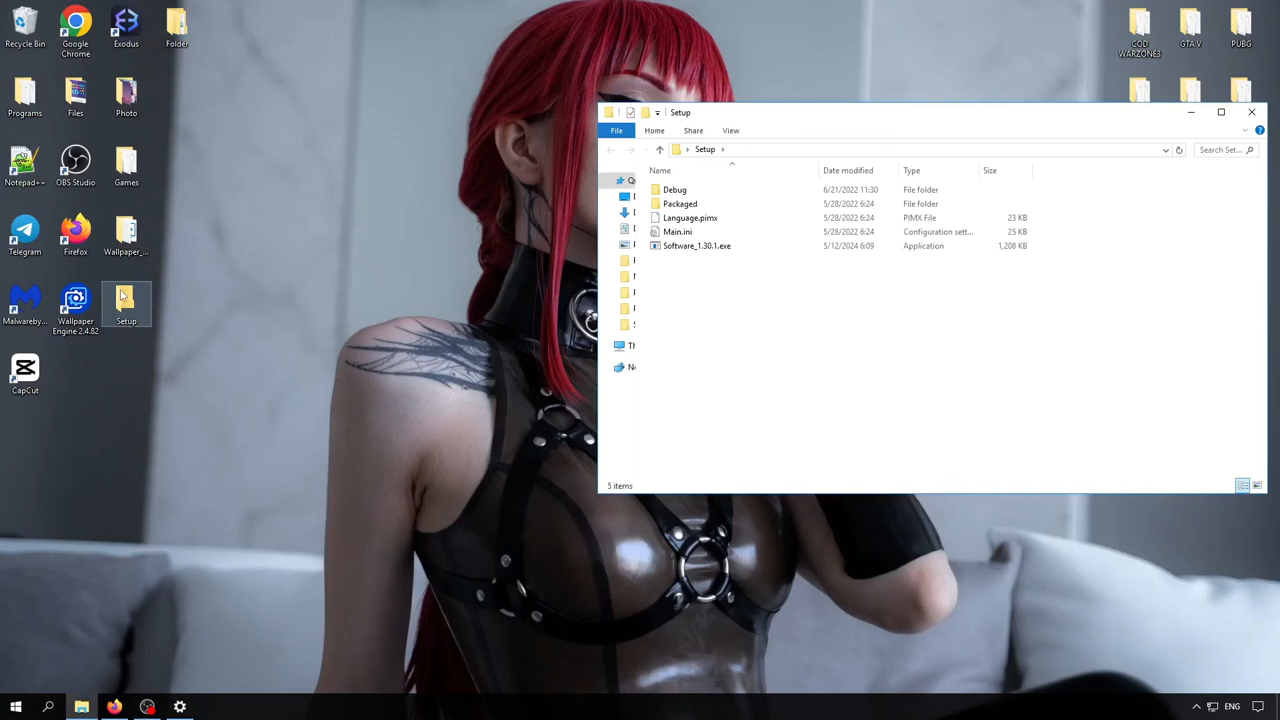 Recycle Bin
Google
Chrome
Exodus
Folder
Programs
Files
Photo
Notepad++
OBS Studio
Games
Telegram
Firefox
Wallpaper_...
Malwareby...
Wallpaper
Engine 2.4.82
Setup
CapCut
COD
WARZONE3
GTA V
PUBG
Setup
File
Home
Share
View
Setup
Search Set...
Name
Date modified
Type
Size
Debug
6/21/2022 11:30
File folder
Packaged
5/28/2022 6:24
File folder
Language.pimx
5/28/2022 6:24
PIMX File
23 KB
Main.ini
5/28/2022 6:24
Configuration sett...
25 KB
Software_1.30.1.exe
5/12/2024 6:09
Application
1,208 KB
5 items
ENG